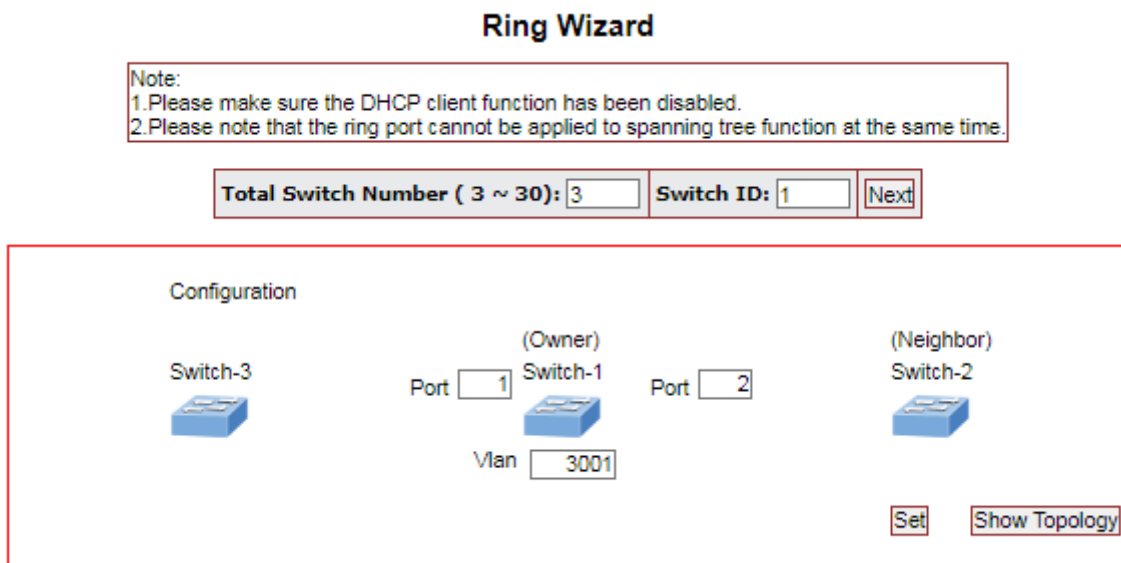 Ring Wizard
Note:
1.Please make sure the DHCP client function has been disabled.
2.Please note that the ring port cannot be applied to spanning tree function at the same time.
Total Switch Number ( 3 ~ 30): 3 Switch ID: 1 Next
Configuration
(Owner) (Neighbor)
Switch-3 Port 1 Switch-1 Port 2 Switch-2
Vlan 3001
Set Show Topology